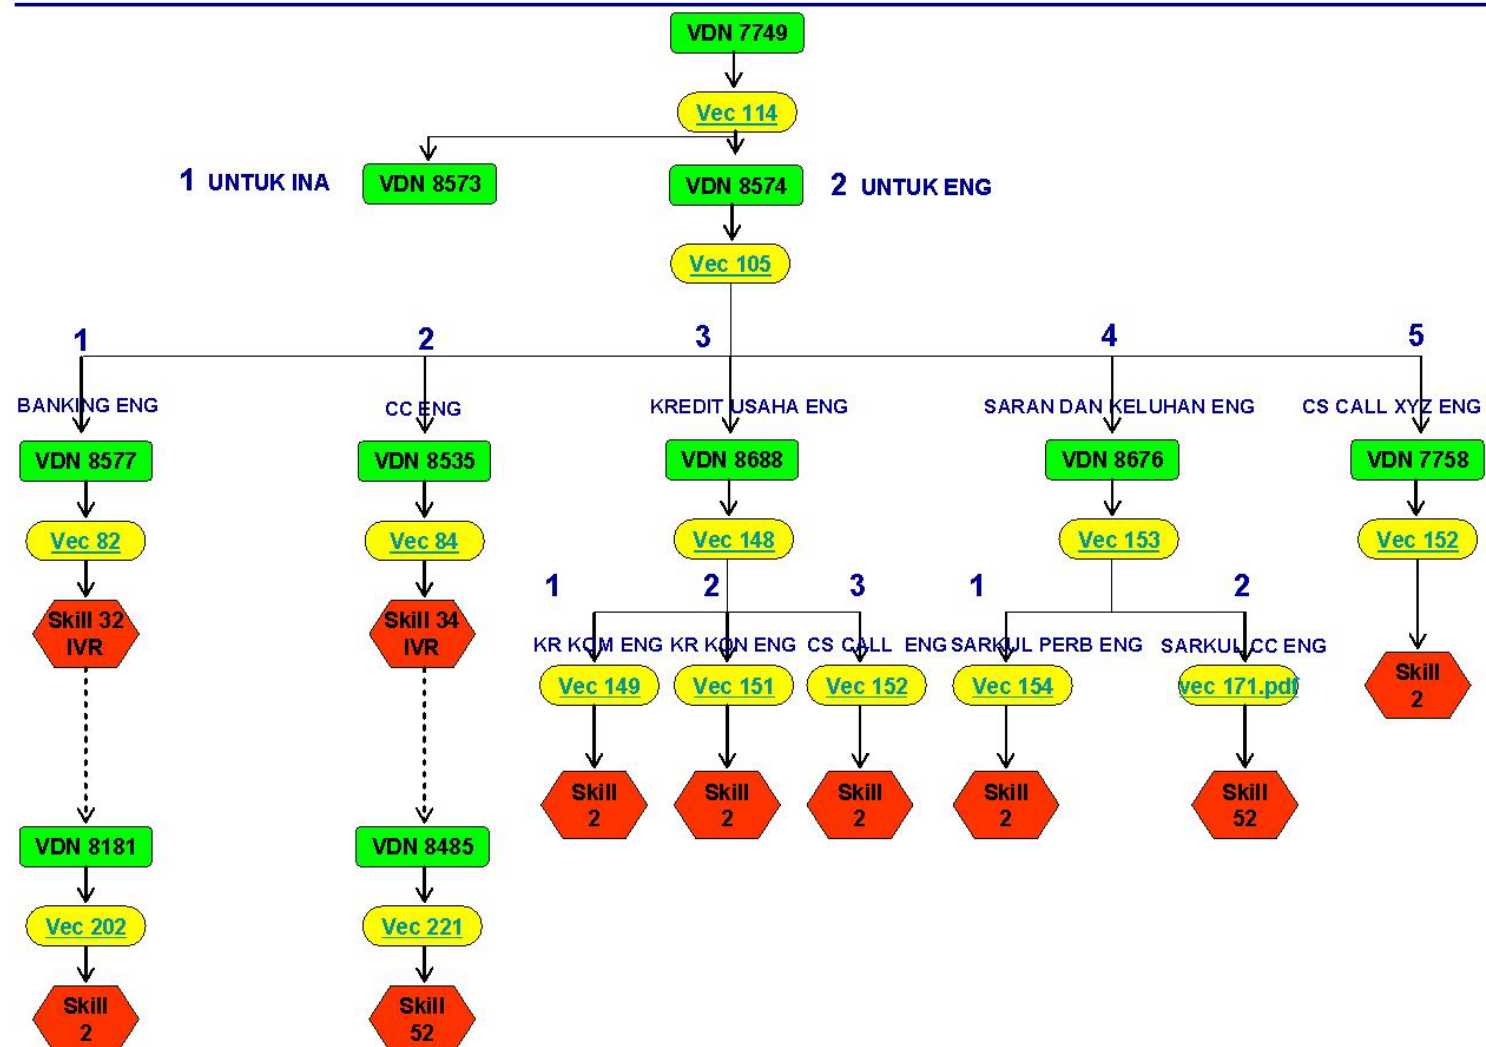 VDN 7749
Vec 114
1 UNTUK INA
VDN 8573
VDN 8574
2 UNTUK ENG
Vec 105
1
2
3
4
5
BANKING ENG
CC ENG
KREDIT USAHA ENG
SARAN DAN KELUHAN ENG
CS CALL XYZ ENG
VDN 8577
VDN 8535
VDN 8688
VDN 8676
VDN 7758
Vec 82
Vec 84
Vec 148
Vec 153
Vec 152
1
2
3
1
2
Skill 32
IVR
Skill 34
IVR
KR KOM ENG
KR KON ENG
CS CALL ENG
SARKUL PERB ENG
SARKUL CC ENG
Vec 149
Vec 151
Vec 152
Vec 154
vec 171.pdf
Skill
2
Skill
2
Skill
2
Skill
2
Skill
2
Skill
52
VDN 8181
VDN 8485
Vec 202
Vec 221
Skill
2
Skill
52